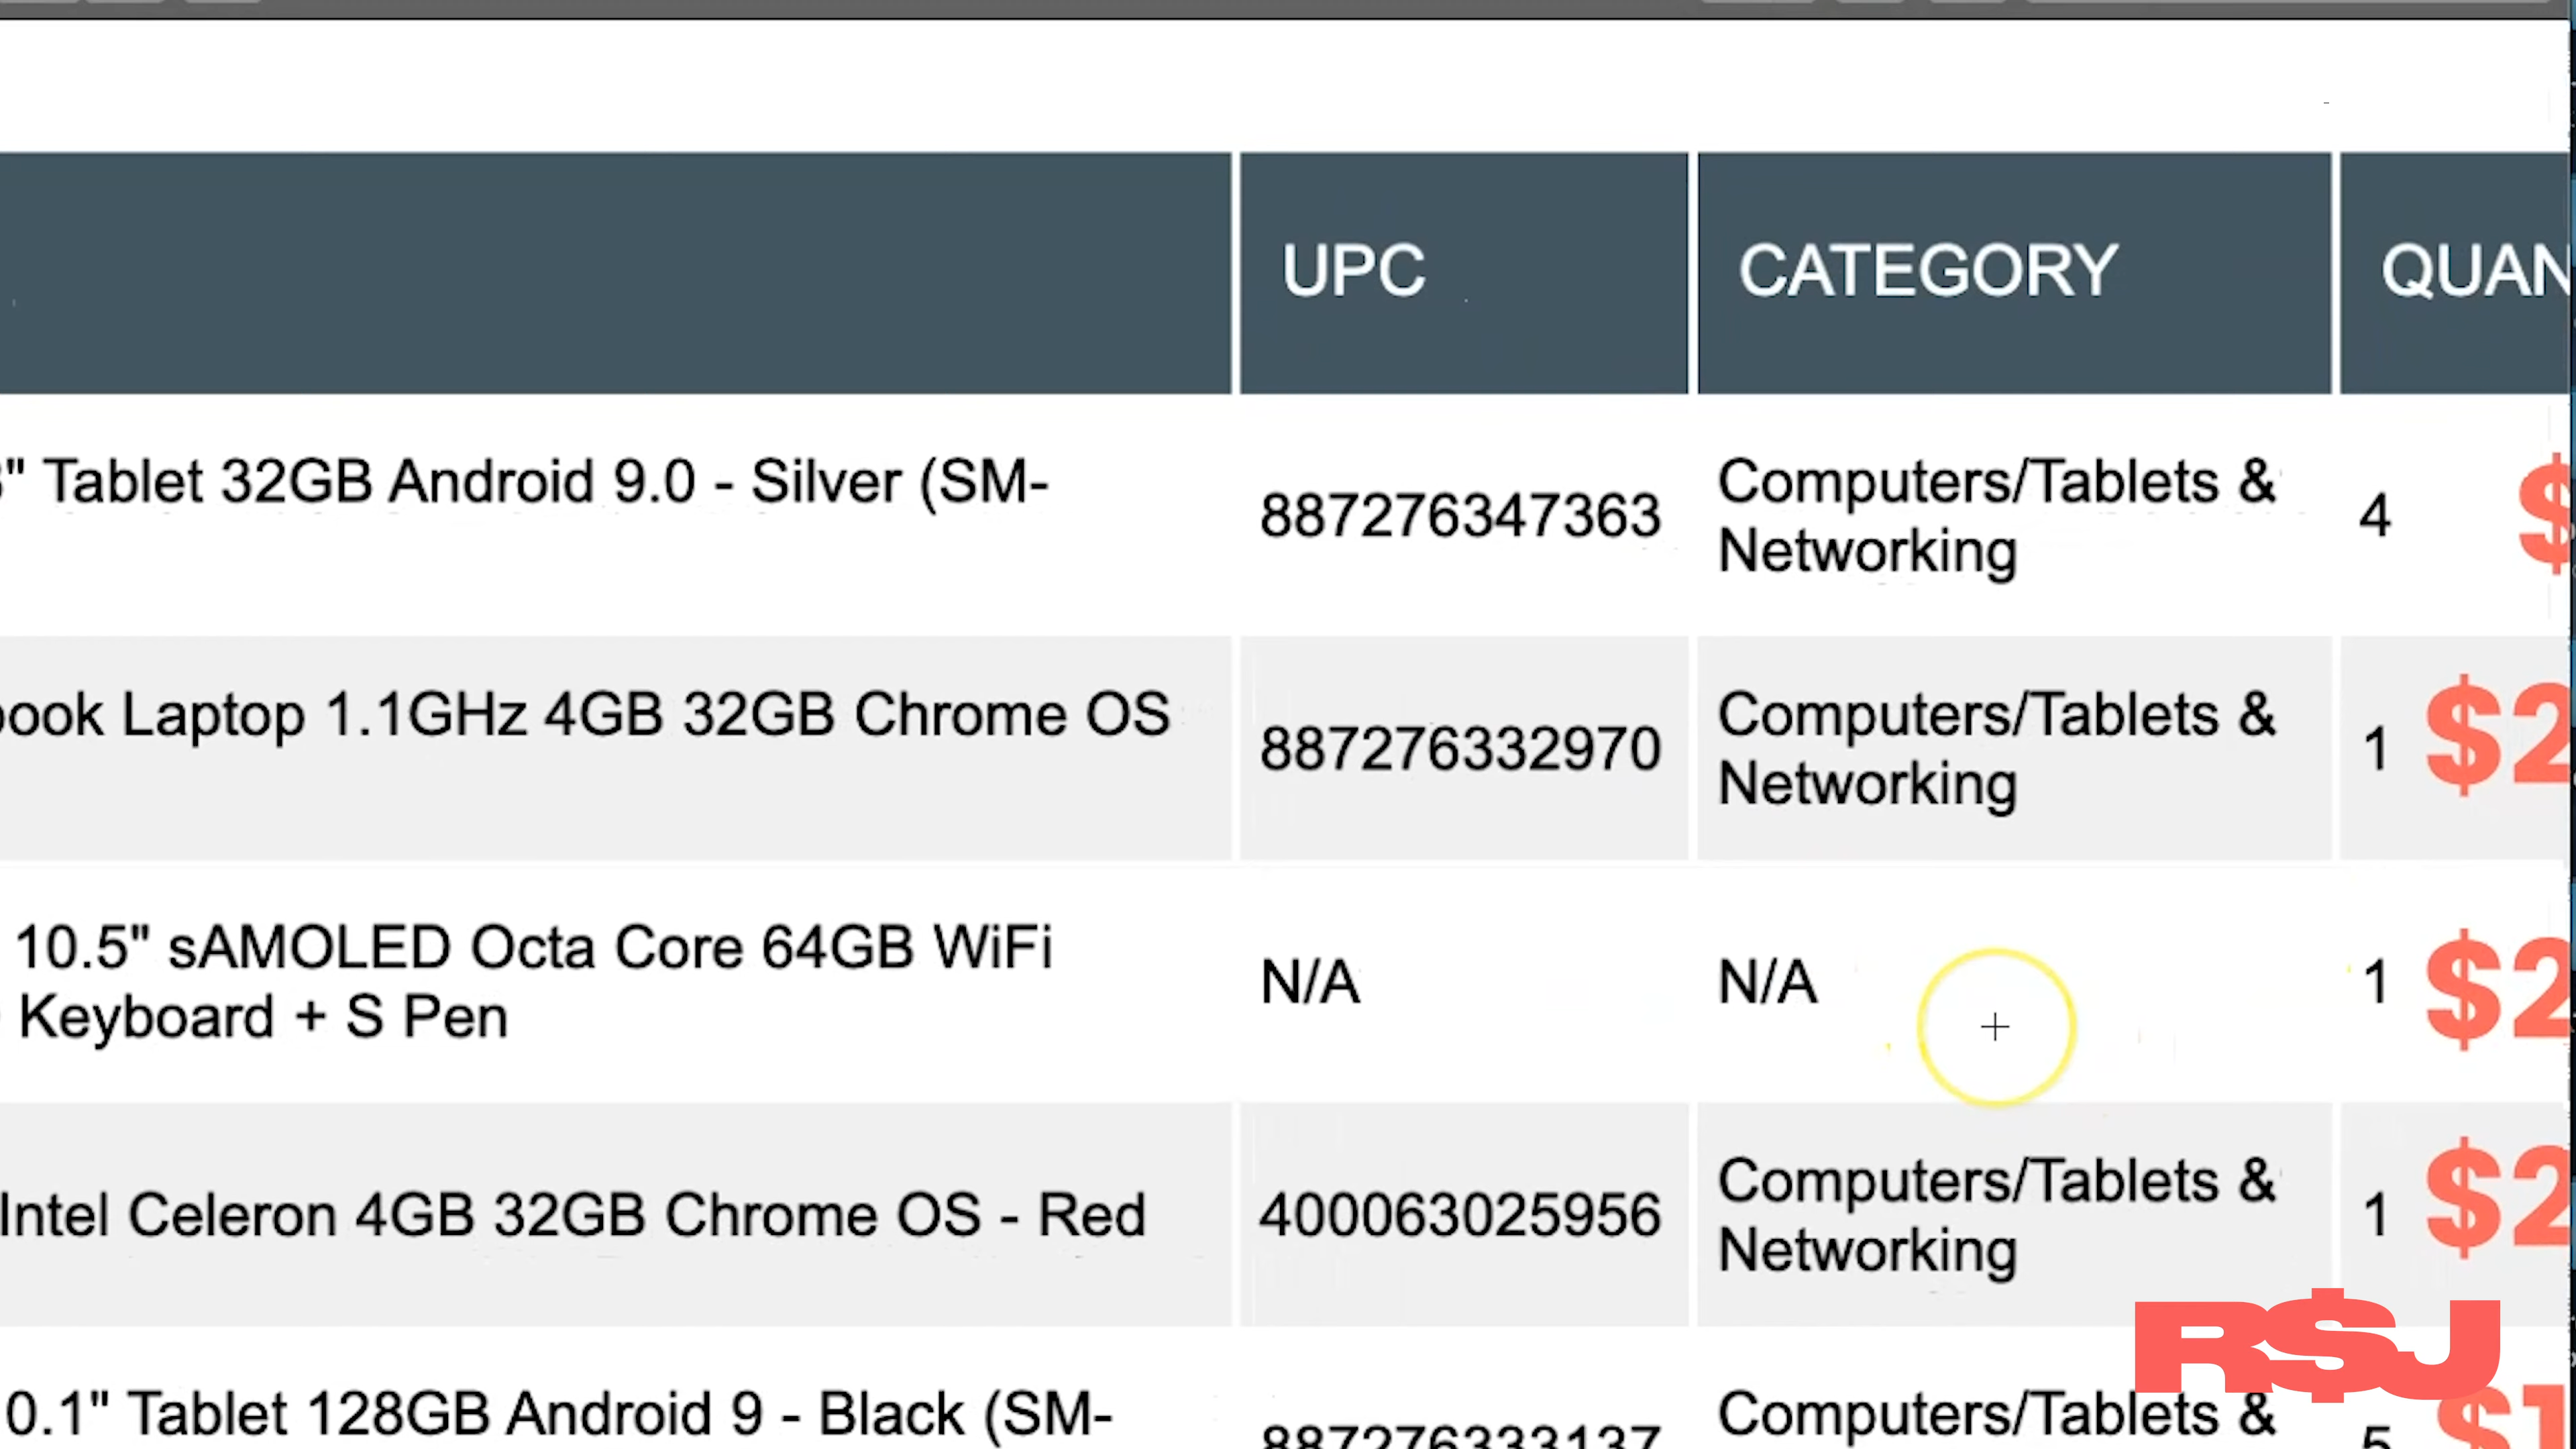 UPC CATEGORY QUAN
" Tablet 32GB Android 9.0 - Silver (SM-
887276347363
Computers/Tablets &
Networking
4 $
ook Laptop 1.1GHz 4GB 32GB Chrome OS
887276332970
Computers/Tablets &
Networking
1 $2
10.5" sAMOLED Octa Core 64GB WiFi
Keyboard + S Pen
N/A
N/A
1 $2
Intel Celeron 4GB 32GB Chrome OS - Red
400063025956
Computers/Tablets &
Networking
1 $2
0.1" Tablet 128GB Android 9 - Black (SM-
887276333137
Computers/Tablets &
5 $1
R$J